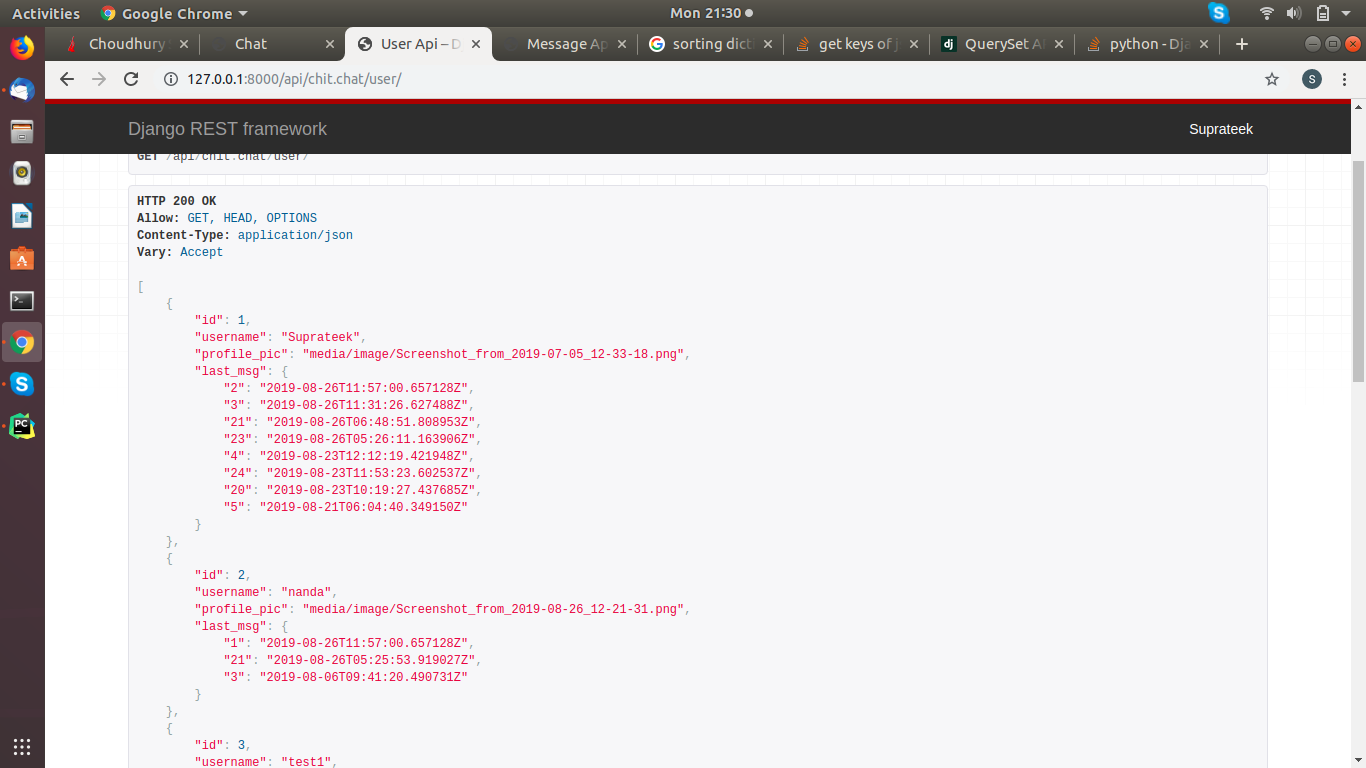 Activities Google Chrome Mon 21:30
Choudhury Chat User Api – D Message Ap sorting dict get keys of j QuerySet AP python - Dja
127.0.0.1:8000/api/chit.chat/user/ S
Django REST framework Suprateek
GET /api/chit.chat/user/
HTTP 200 OK
Allow: GET, HEAD, OPTIONS
Content-Type: application/json
Vary: Accept
[
{
"id": 1,
"username": "Suprateek",
"profile_pic": "media/image/Screenshot_from_2019-07-05_12-33-18.png",
"last_msg": {
"2": "2019-08-26T11:57:00.657128Z",
"3": "2019-08-26T11:31:26.627488Z",
"21": "2019-08-26T06:48:51.808953Z",
"23": "2019-08-26T05:26:11.163906Z",
"4": "2019-08-23T12:12:19.421948Z",
"24": "2019-08-23T11:53:23.602537Z",
"20": "2019-08-23T10:19:27.437685Z",
"5": "2019-08-21T06:04:40.349150Z"
}
},
{
"id": 2,
"username": "nanda",
"profile_pic": "media/image/Screenshot_from_2019-08-26_12-21-31.png",
"last_msg": {
"1": "2019-08-26T11:57:00.657128Z",
"21": "2019-08-26T05:25:53.919027Z",
"3": "2019-08-06T09:41:20.490731Z"
}
},
{
"id": 3,
"username": "test1",